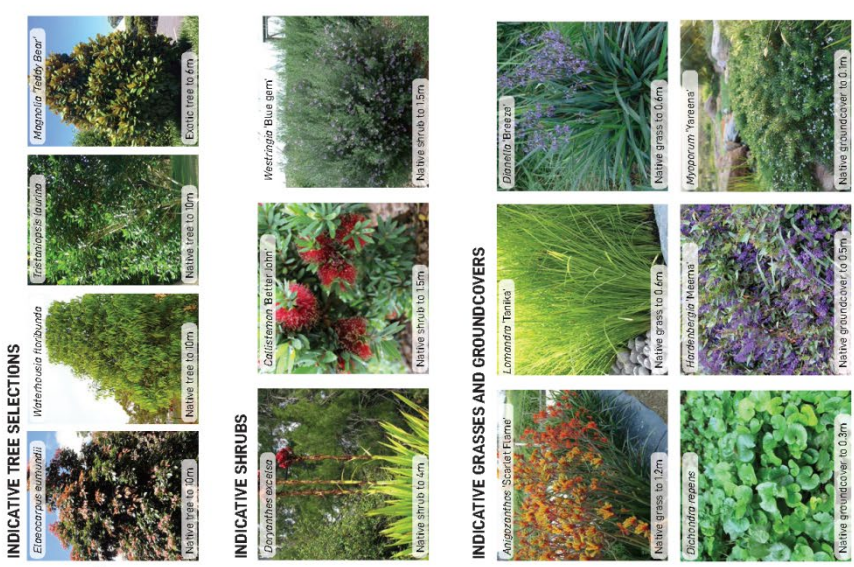 INDICATIVE TREE SELECTIONS
Elaeocarpus eumundii
Native tree to 10m
Waterhousia floribunda
Native tree to 10m
Tristaniopsis laurina
Native tree to 10m
Magnolia 'Teddy Bear'
Exotic tree to 6m
INDICATIVE SHRUBS
Doryanthes excelsa
Native shrub to 4m
Callistemon 'Better John'
Native shrub to 1.5m
Westringia 'Blue gem'
Native shrub to 1.5m
INDICATIVE GRASSES AND GROUNDCOVERS
Anigozanthos 'Scarlet Flame'
Native grass to 1.2m
Lomandra 'Tanika'
Native grass to 0.6m
Dianella 'Breeze'
Native grass to 0.6m
Dichondra repens
Native groundcover to 0.3m
Hardenbergia 'Meema'
Native groundcover to 0.5m
Myoporum 'Yareena'
Native groundcover to 0.1m